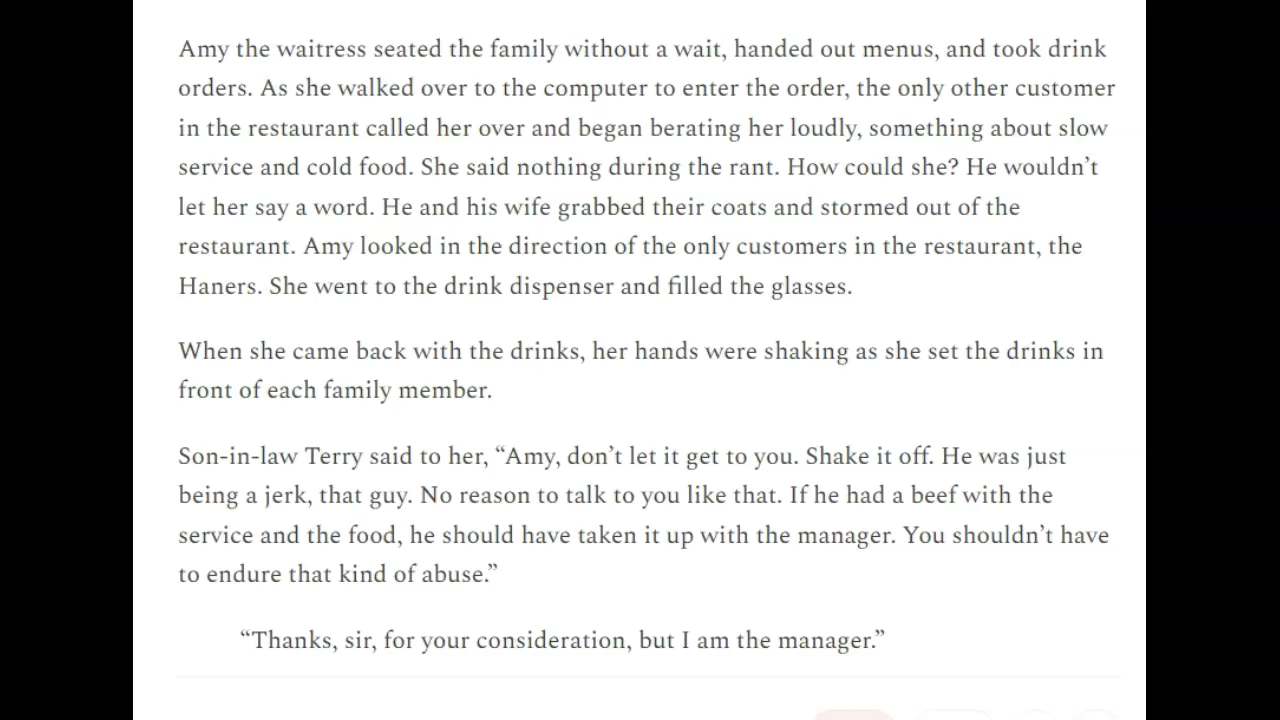 Amy the waitress seated the family without a wait, handed out menus, and took drink
orders. As she walked over to the computer to enter the order, the only other customer
in the restaurant called her over and began berating her loudly, something about slow
service and cold food. She said nothing during the rant. How could she? He wouldn’t
let her say a word. He and his wife grabbed their coats and stormed out of the
restaurant. Amy looked in the direction of the only customers in the restaurant, the
Haners. She went to the drink dispenser and filled the glasses.
When she came back with the drinks, her hands were shaking as she set the drinks in
front of each family member.
Son-in-law Terry said to her, “Amy, don’t let it get to you. Shake it off. He was just
being a jerk, that guy. No reason to talk to you like that. If he had a beef with the
service and the food, he should have taken it up with the manager. You shouldn’t have
to endure that kind of abuse.”
“Thanks, sir, for your consideration, but I am the manager.”